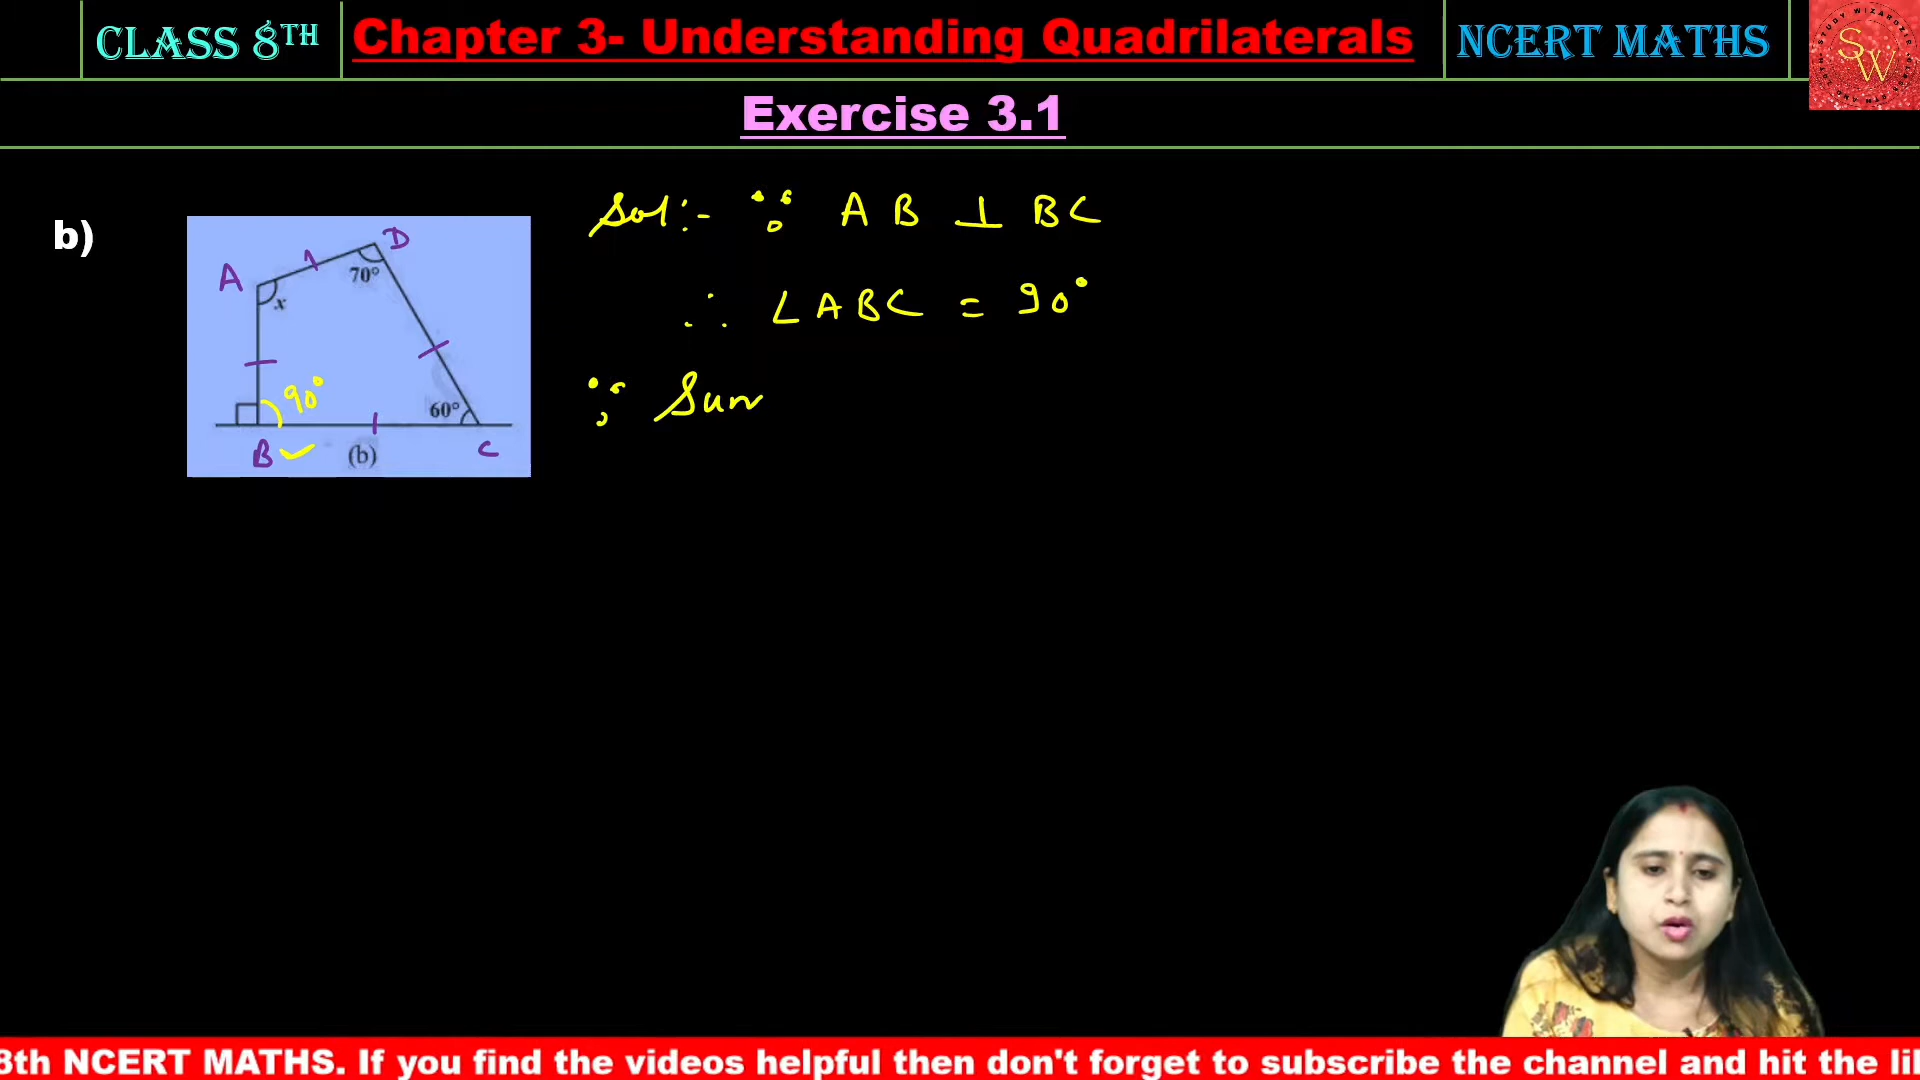 CLASS 8TH
Chapter 3- Understanding Quadrilaterals
NCERT MATHS
SW
Exercise 3.1
b)
A
D
70°
x
90°
60°
B
(b)
C
Sol:- ∵ AB ⊥ BC
∴ ∠ABC = 90°
∵ Sum
8th NCERT MATHS. If you find the videos helpful then don't forget to subscribe the channel and hit the li